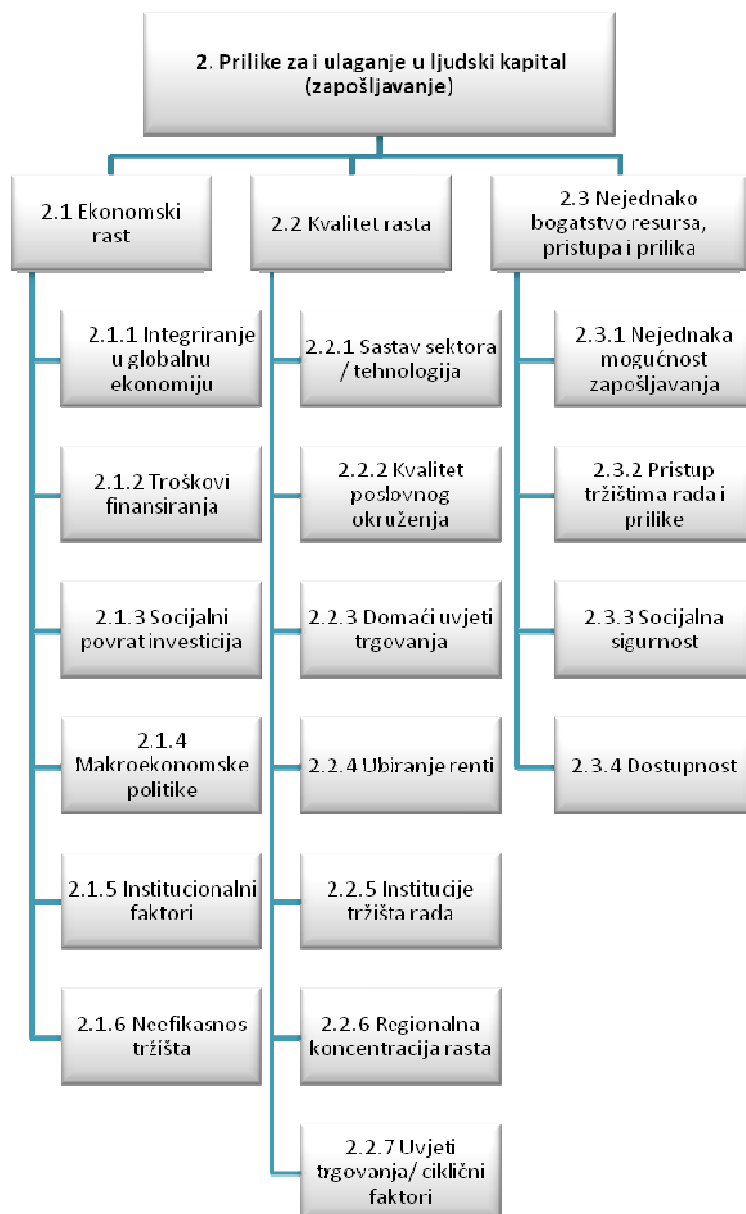 2. Prilike za i ulaganje u ljudski kapital
(zapošljavanje)
2.1 Ekonomski
rast
2.1.1 Integriranje
u globalnu
ekonomiju
2.1.2 Troškovi
finansiranja
2.1.3 Socijalni
povrat investicija
2.1.4
Makroekonomske
politike
2.1.5 Institucionalni
faktori
2.1.6 Neefikasnos
tržišta
2.2 Kvalitet rasta
2.2.1 Sastav sektora
/ tehnologija
2.2.2 Kvalitet
poslovnog
okruženja
2.2.3 Domaći uvjeti
trgovanja
2.2.4 Ubiranje renti
2.2.5 Institucije
tržišta rada
2.2.6 Regionalna
koncentracija rasta
2.2.7 Uvjeti
trgovanja/ ciklični
faktori
2.3 Nejednako
bogatstvo resursa,
pristupa i prilika
2.3.1 Nejednaka
mogućnost
zapošljavanja
2.3.2 Pristup
tržištima rada i
prilike
2.3.3 Socijalna
sigurnost
2.3.4 Dostupnost